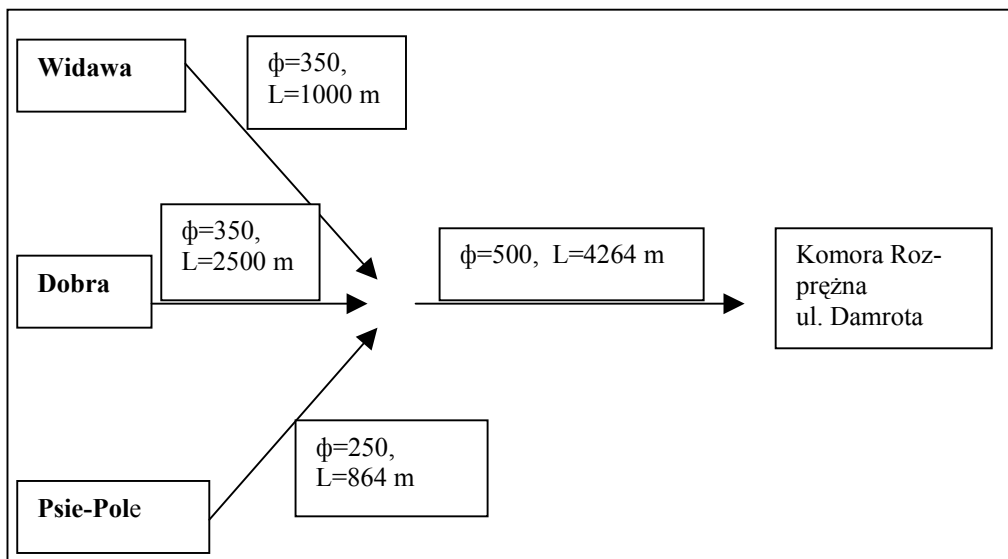 Widawa
ф=350,
L=1000 m
ф=350,
L=2500 m
Dobra
ф=500, L=4264 m
Komora Roz-
prężna
ul. Damrota
ф=250,
L=864 m
Psie-Pole